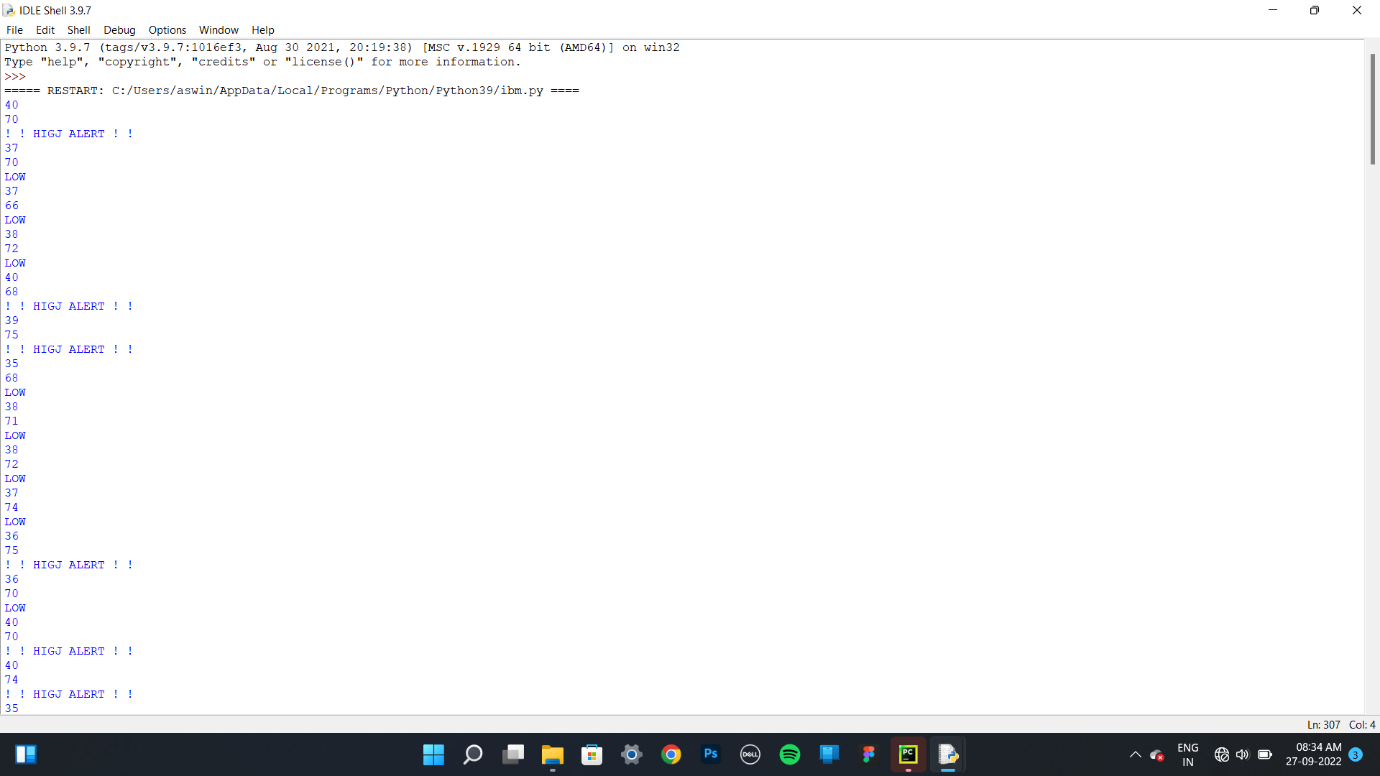 IDLE Shell 3.9.7
File Edit Shell Debug Options Window Help
Python 3.9.7 (tags/v3.9.7:1016ef3, Aug 30 2021, 20:19:38) [MSC v.1929 64 bit (AMD64)] on win32
Type "help", "copyright", "credits" or "license()" for more information.
>>>
===== RESTART: C:/Users/aswin/AppData/Local/Programs/Python/Python39/ibm.py ====
40
70
! ! HIGJ ALERT ! !
37
70
LOW
37
66
LOW
38
72
LOW
40
68
! ! HIGJ ALERT ! !
39
75
! ! HIGJ ALERT ! !
35
68
LOW
38
71
LOW
38
72
LOW
37
74
LOW
36
75
! ! HIGJ ALERT ! !
36
70
LOW
40
70
! ! HIGJ ALERT ! !
40
74
! ! HIGJ ALERT ! !
35
Ln: 307 Col: 4
Ps
DELL
PC
ENG
IN
08:34 AM
27-09-2022
3